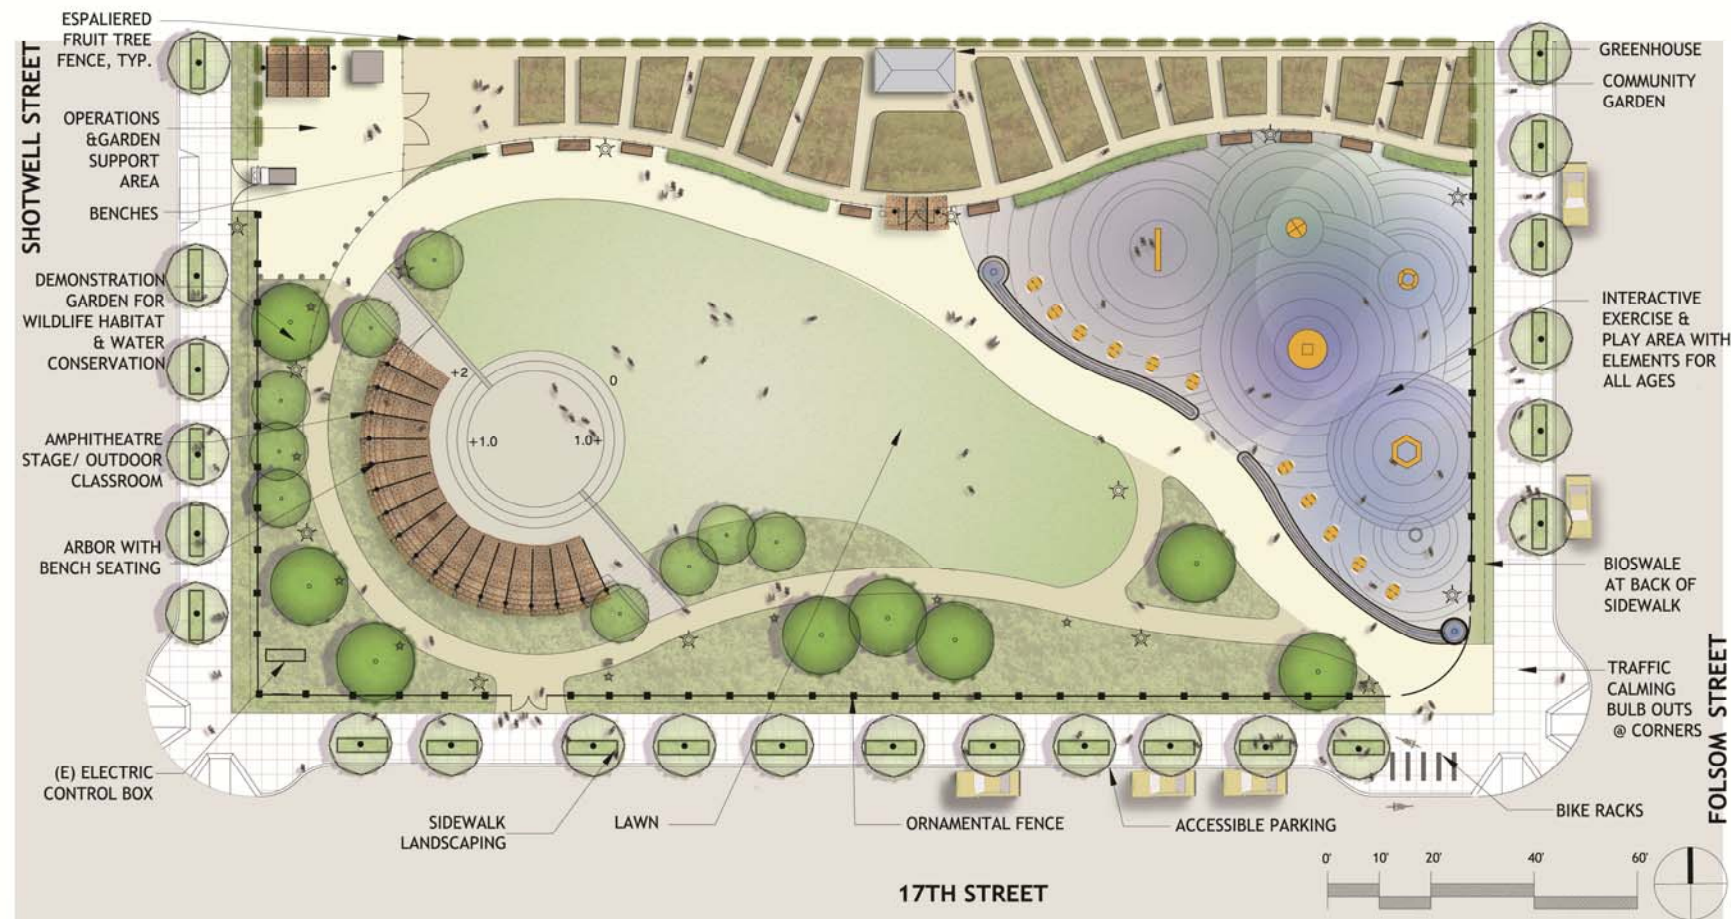 ESPALIERED
FRUIT TREE
FENCE, TYP.
SHOTWELL STREET
OPERATIONS
&GARDEN
SUPPORT
AREA
BENCHES
DEMONSTRATION
GARDEN FOR
WILDLIFE HABITAT
& WATER
CONSERVATION
AMPHITHEATRE
STAGE/ OUTDOOR
CLASSROOM
ARBOR WITH
BENCH SEATING
(E) ELECTRIC
CONTROL BOX
+2
0
+1.0
1.0+
SIDEWALK
LANDSCAPING
LAWN
ORNAMENTAL FENCE
ACCESSIBLE PARKING
BIKE RACKS
GREENHOUSE
COMMUNITY
GARDEN
INTERACTIVE
EXERCISE &
PLAY AREA WITH
ELEMENTS FOR
ALL AGES
BIOSWALE
AT BACK OF
SIDEWALK
TRAFFIC
CALMING
BULB OUTS
@ CORNERS
FOLSOM STREET
17TH STREET
0' 10' 20' 40' 60'